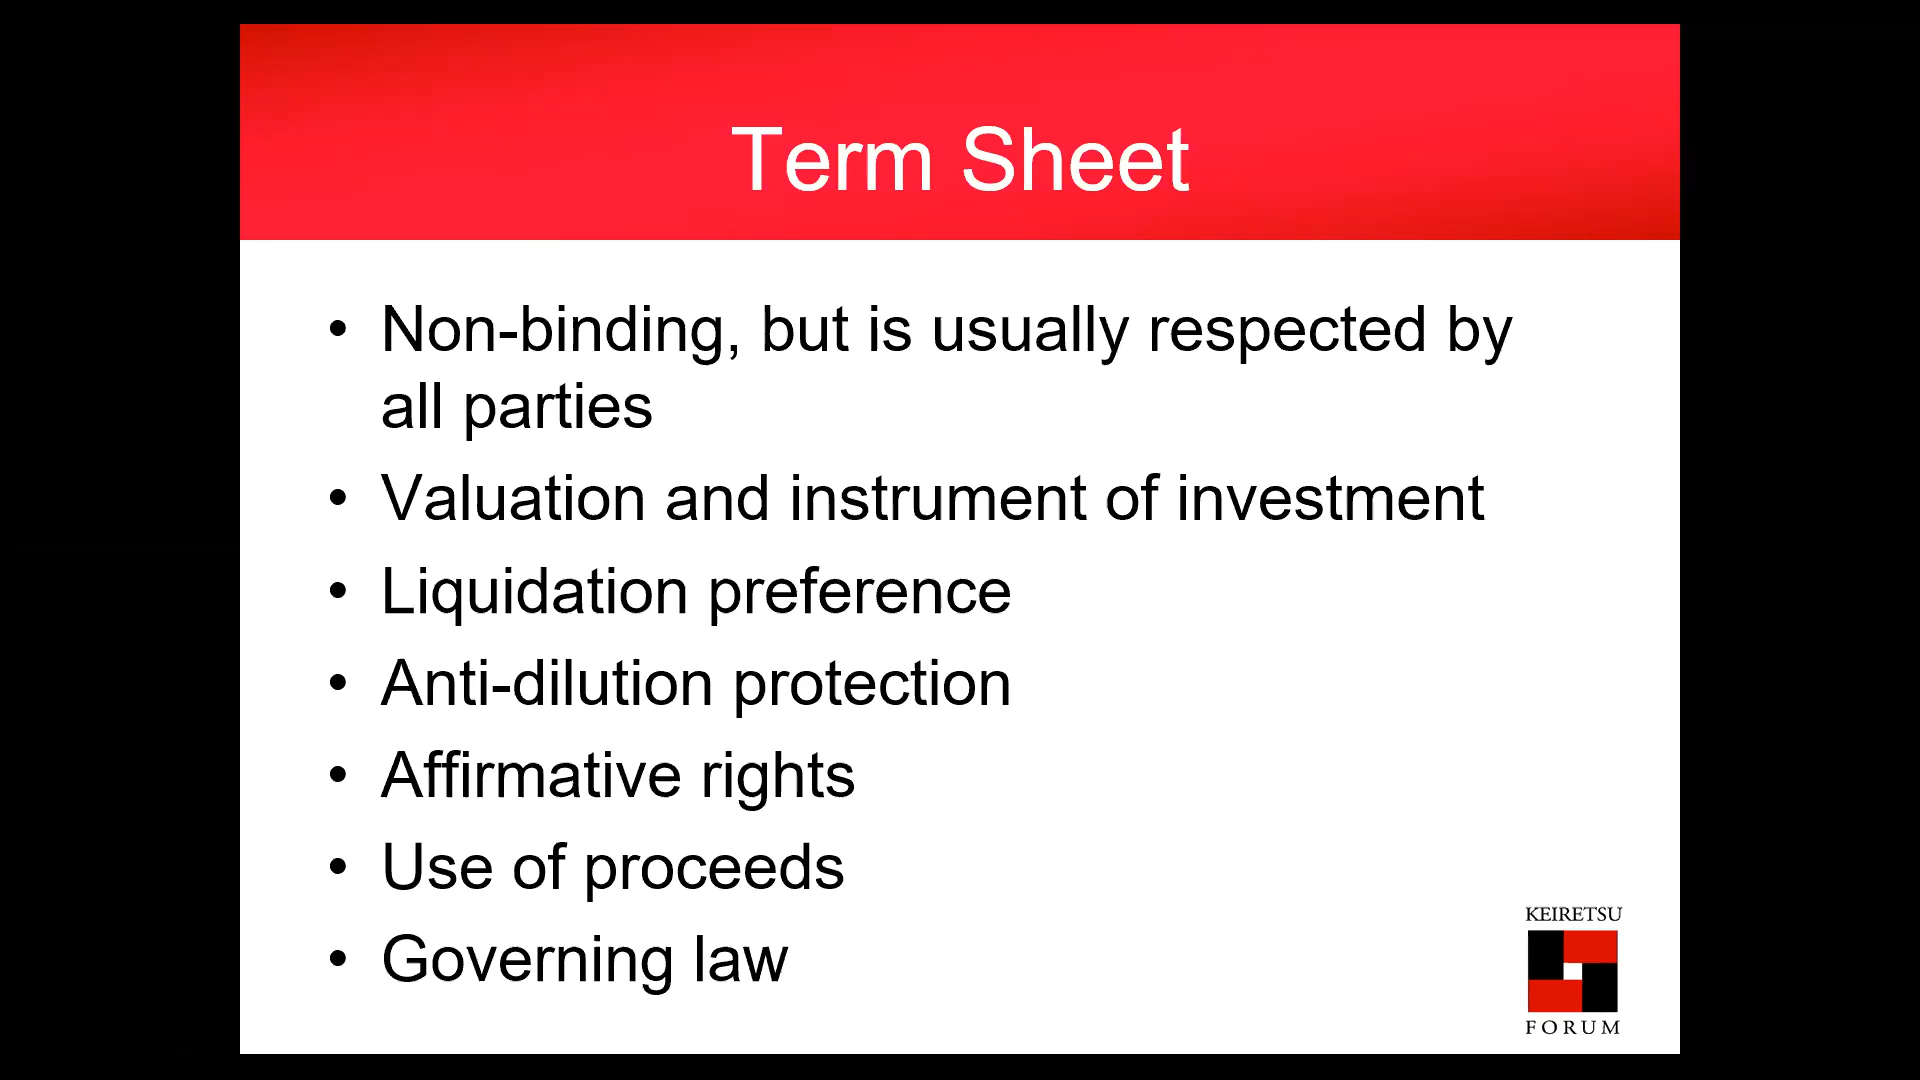 Term Sheet
• Non-binding, but is usually respected by
all parties
• Valuation and instrument of investment
• Liquidation preference
• Anti-dilution protection
• Affirmative rights
• Use of proceeds
• Governing law
KEIRETSU
FORUM